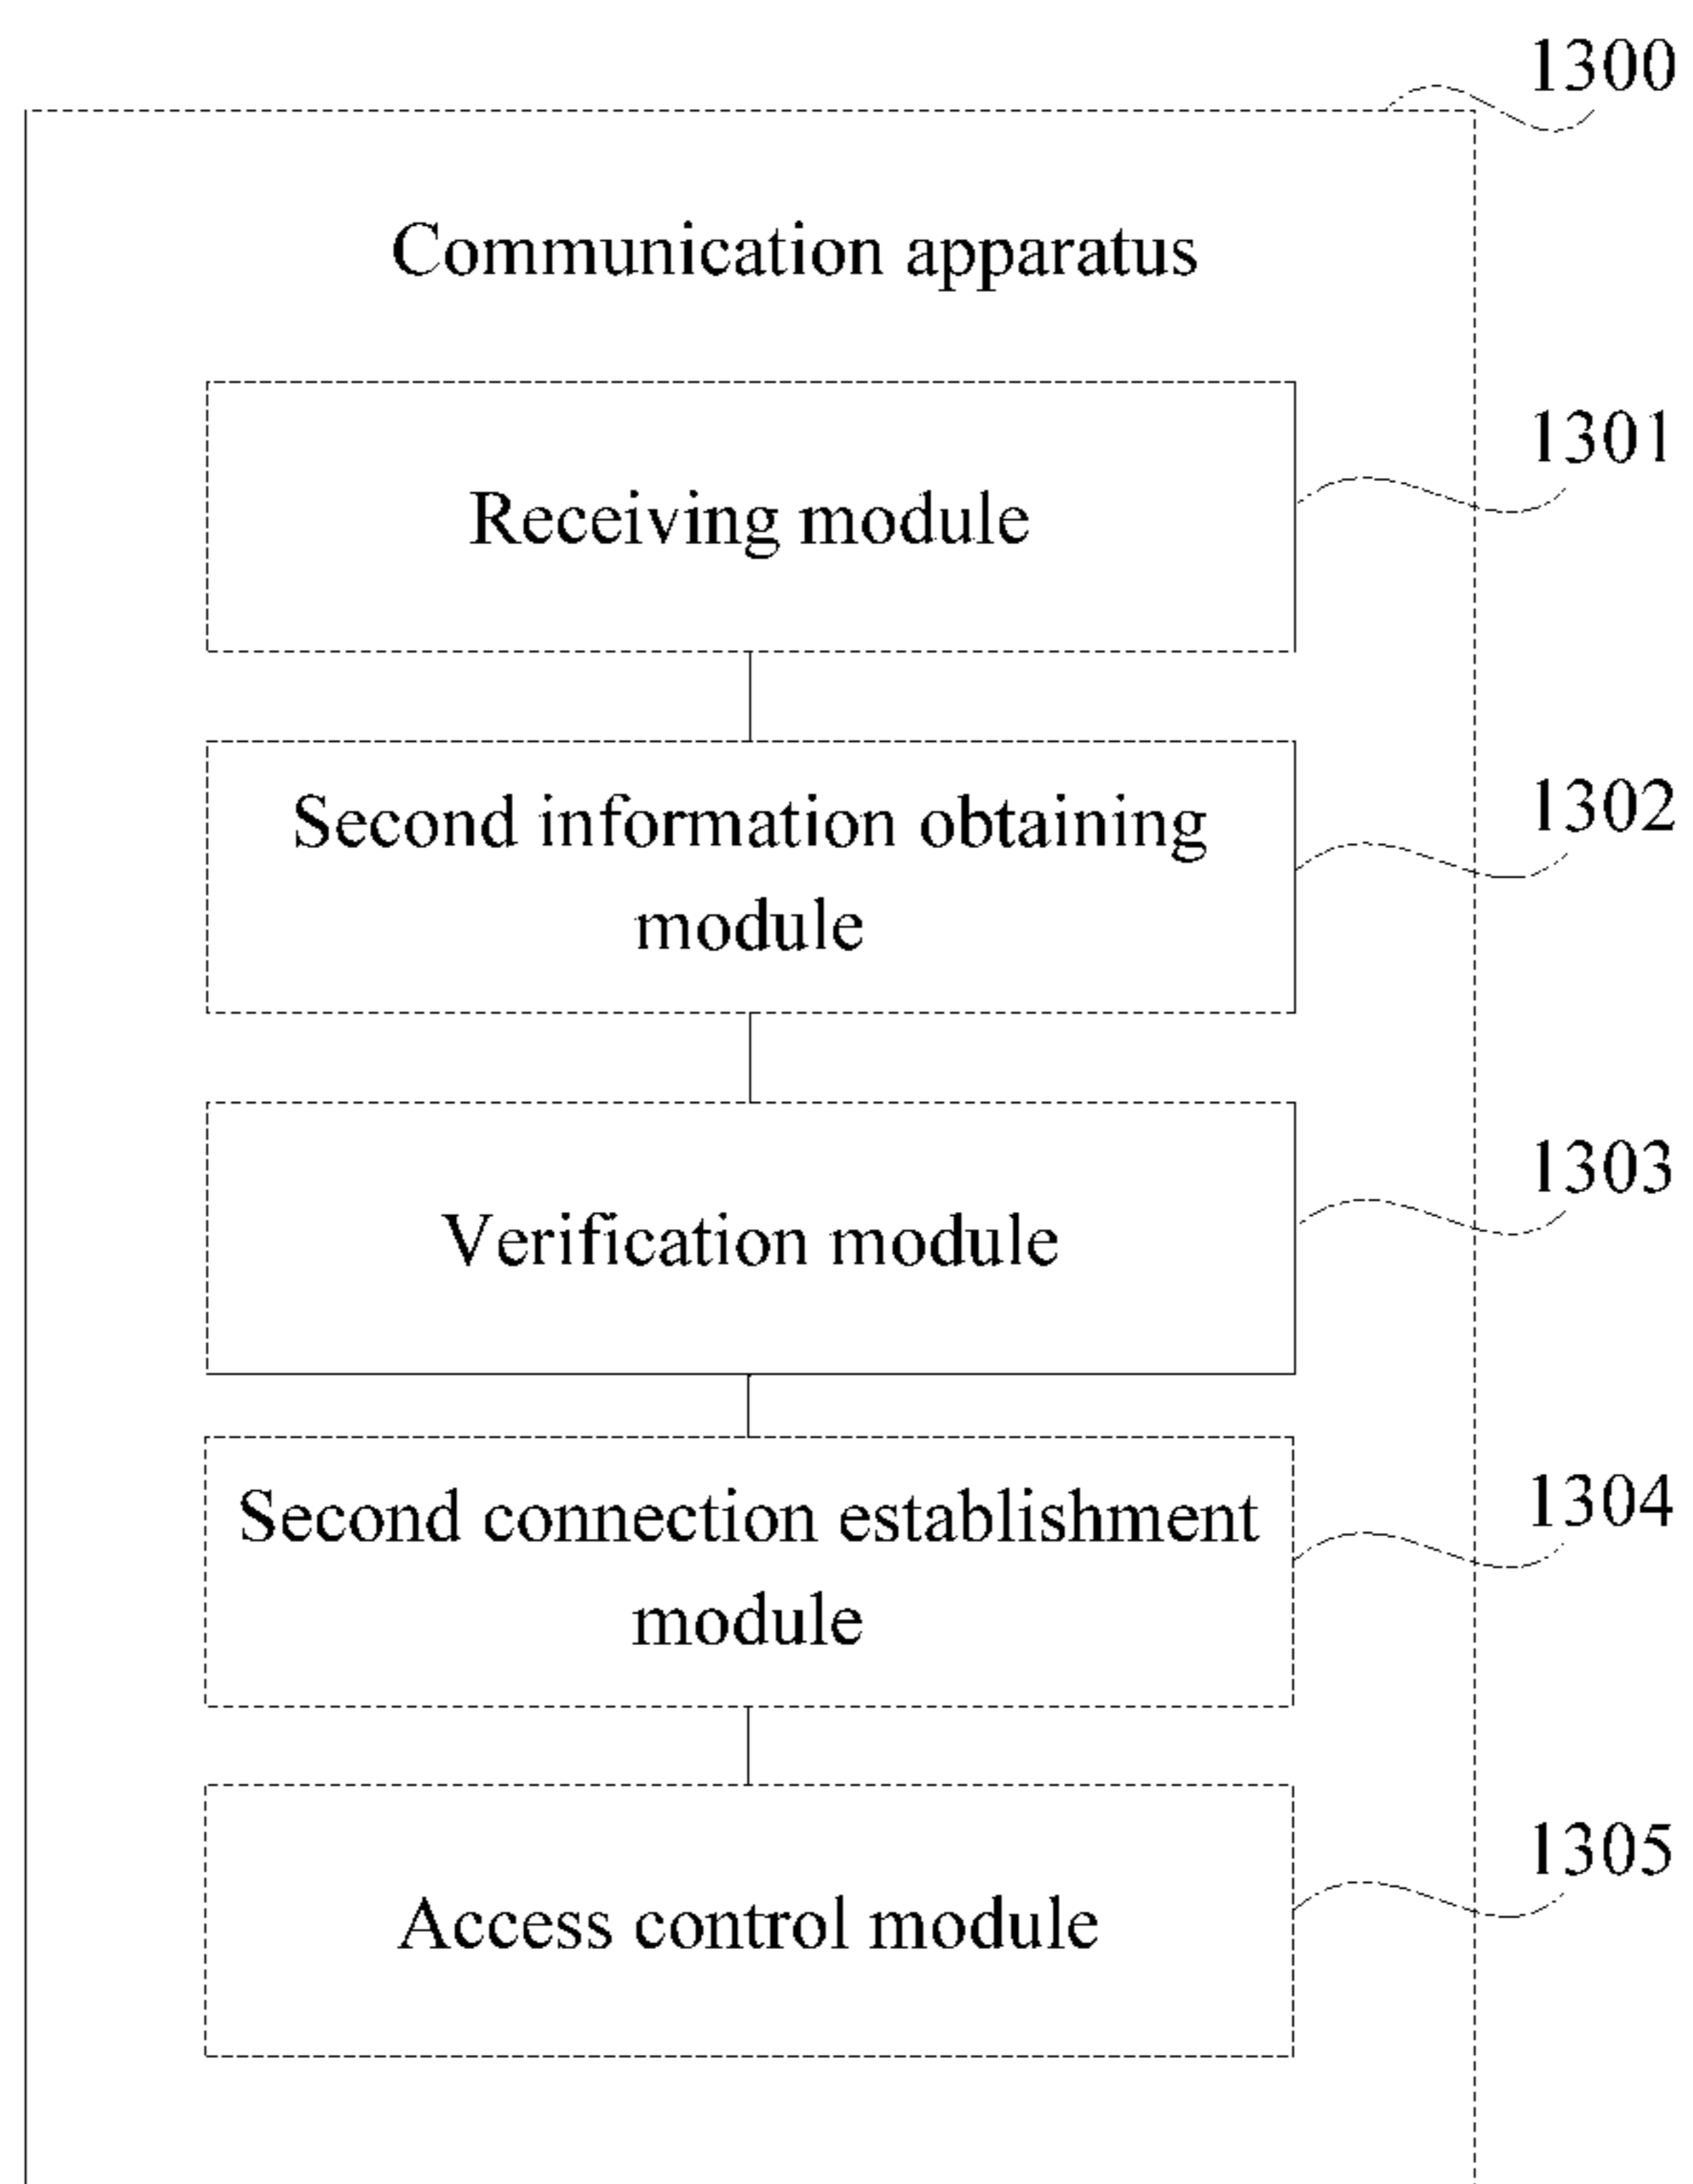 1300
Communication apparatus
1301
Receiving module
1302
Second information obtaining
module
1303
Verification module
1304
Second connection establishment
module
1305
Access control module